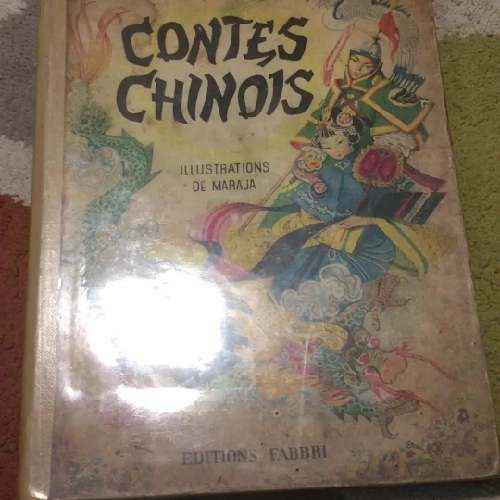 CONTES
CHINOIS
ILLUSTRATIONS
DE MARAJA
EDITIONS FABBRI